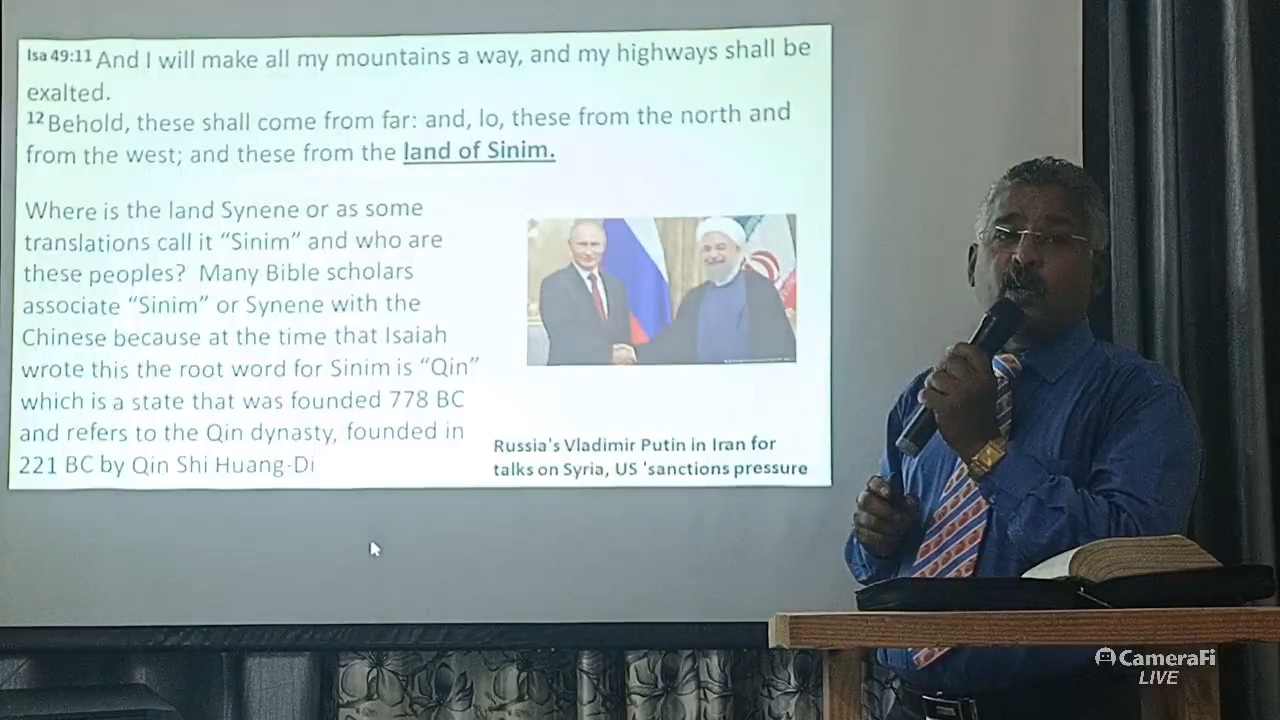 Isa 49:11 And I will make all my mountains a way, and my highways shall be
exalted.
12 Behold, these shall come from far: and, lo, these from the north and
from the west; and these from the land of Sinim.
Where is the land Synene or as some
translations call it “Sinim” and who are
these peoples? Many Bible scholars
associate “Sinim” or Synene with the
Chinese because at the time that Isaiah
wrote this the root word for Sinim is “Qin”
which is a state that was founded 778 BC
and refers to the Qin dynasty, founded in
221 BC by Qin Shi Huang-Di
Russia's Vladimir Putin in Iran for
talks on Syria, US 'sanctions pressure
CameraFi
LIVE